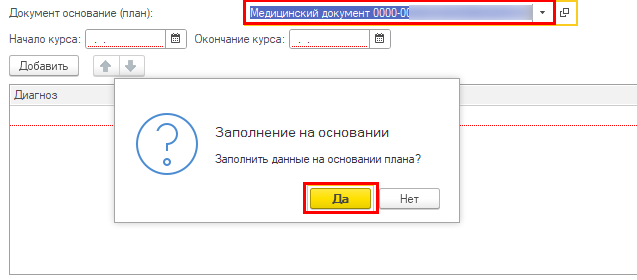 Документ основание (план): Медицинский документ 0000-00
Начало курса: . . Окончание курса: . .
Добавить
Диагноз
Заполнение на основании
Заполнить данные на основании плана?
Да Нет